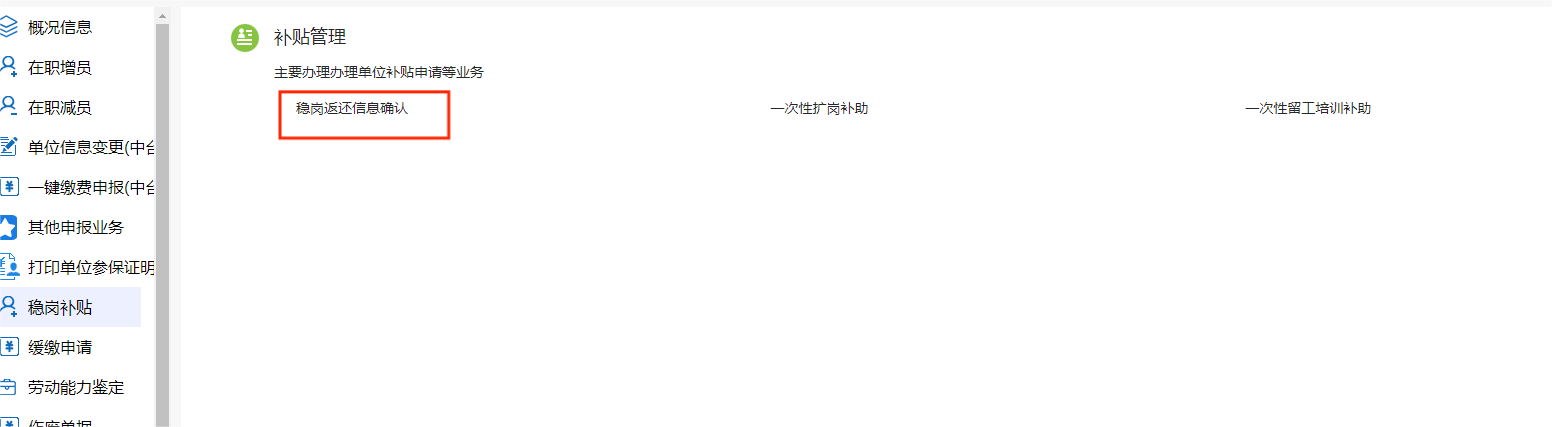 概况信息
在职增员
在职减员
单位信息变更(中台
一键缴费申报(中台
其他申报业务
打印单位参保证明
稳岗补贴
缓缴申请
劳动能力鉴定
作废单据
补贴管理
主要办理办理单位补贴申请等业务
稳岗返还信息确认
一次性扩岗补助
一次性留工培训补助